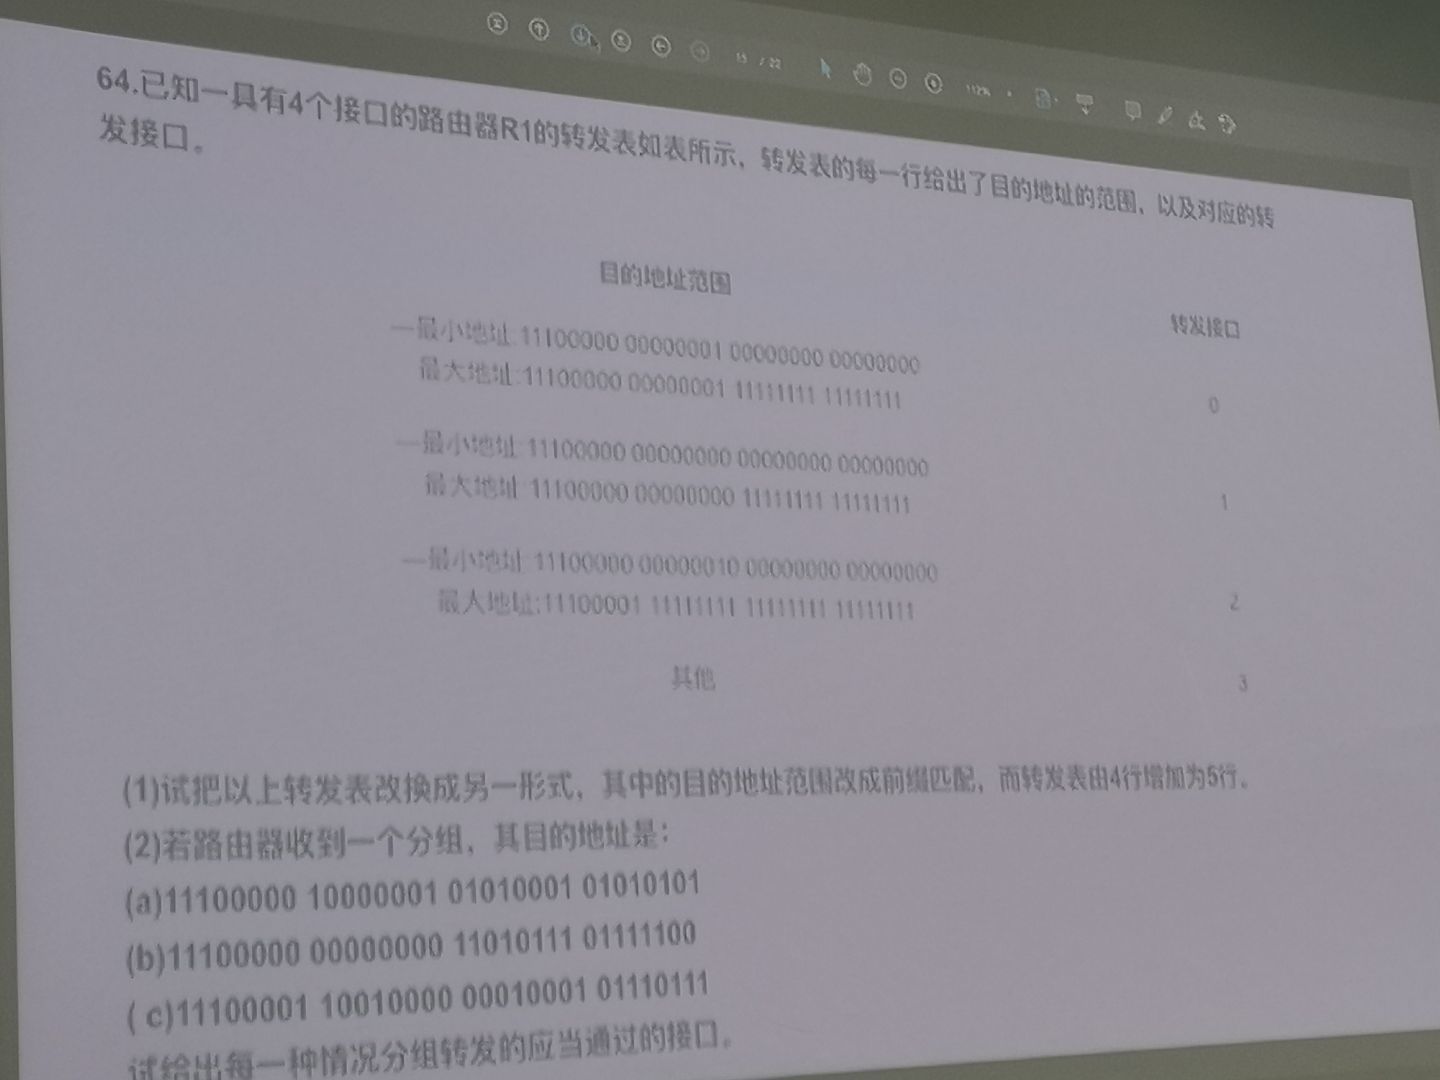 15 / 22 112%
64.已知一具有4个接口的路由器R1的转发表如表所示，转发表的每一行给出了目的地址的范围，以及对应的转
发接口。
目的地址范围
转发接口
一最小地址:11100000 00000001 00000000 00000000
最大地址:11100000 00000001 11111111 11111111
0
一最小地址:11100000 00000000 00000000 00000000
最大地址:11100000 00000000 11111111 11111111
1
一最小地址:11100000 00000010 00000000 00000000
最大地址:11100001 11111111 11111111 11111111
2
其他
3
(1)试把以上转发表改换成另一形式，其中的目的地址范围改成前缀匹配，而转发表由4行增加为5行。
(2)若路由器收到一个分组，其目的地址是：
(a)11100000 10000001 01010001 01010101
(b)11100000 00000000 11010111 01111100
( c)11100001 10010000 00010001 01110111
试给出每一种情况分组转发的应当通过的接口。